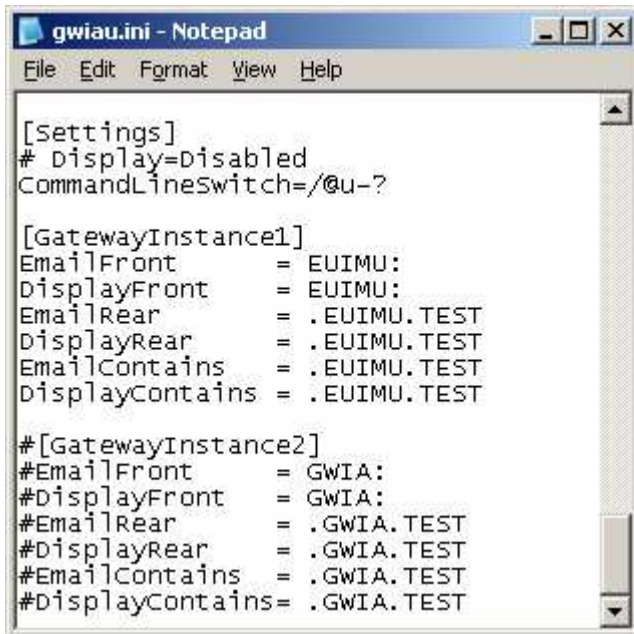 gwiau.ini - Notepad
File Edit Format View Help
[Settings]
# Display=Disabled
CommandLineSwitch=/@u-?
[GatewayInstance1]
EmailFront = EUIMU:
DisplayFront = EUIMU:
EmailRear = .EUIMU.TEST
DisplayRear = .EUIMU.TEST
EmailContains = .EUIMU.TEST
DisplayContains = .EUIMU.TEST
#[GatewayInstance2]
#EmailFront = GWIA:
#DisplayFront = GWIA:
#EmailRear = .GWIA.TEST
#DisplayRear = .GWIA.TEST
#EmailContains = .GWIA.TEST
#DisplayContains= .GWIA.TEST